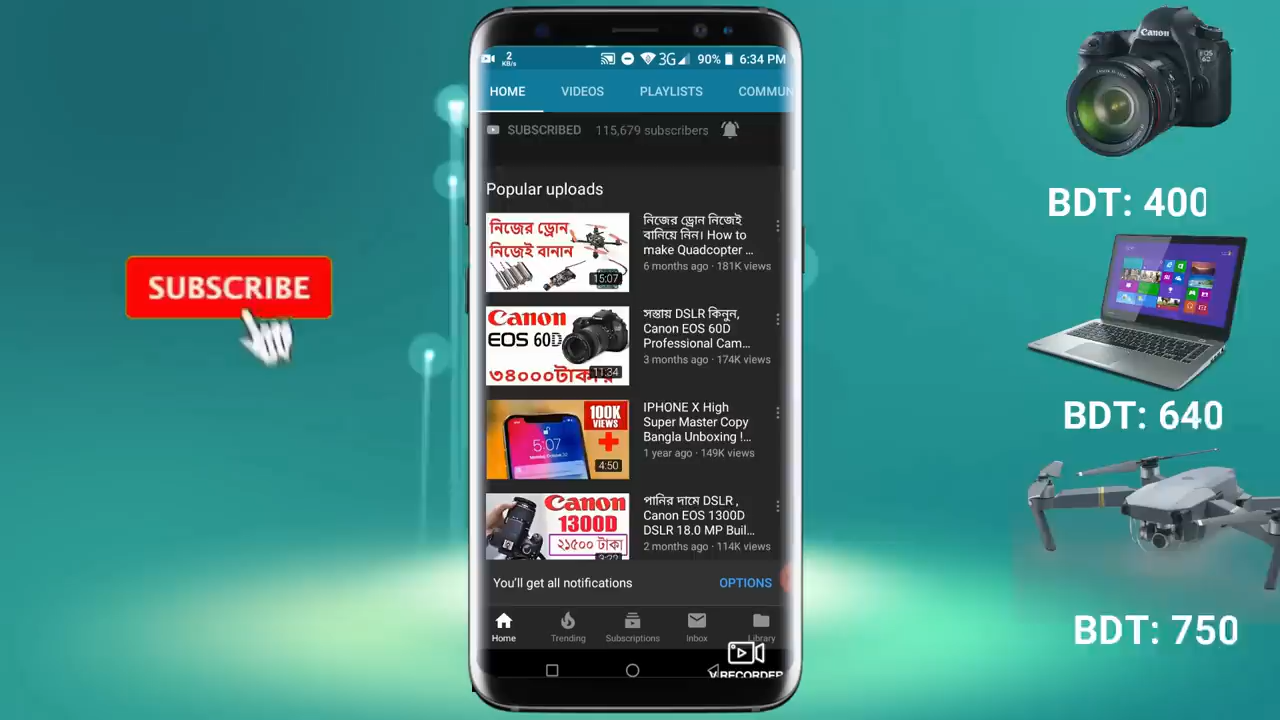 2
KB/s
3G
90%
6:34 PM
HOME
VIDEOS
PLAYLISTS
COMMUN
SUBSCRIBED
115,679 subscribers
Popular uploads
নিজের ড্রোন
নিজেই বানান
15:07
নিজের ড্রোন নিজেই
বানিয়ে নিন। How to
make Quadcopter ...
6 months ago · 181K views
Canon
EOS 60D
৩৪০০০টাকায়
11:34
সস্তায় DSLR কিনুন,
Canon EOS 60D
Professional Cam...
3 months ago · 174K views
100K
VIEWS
5:07
4:50
IPHONE X High
Super Master Copy
Bangla Unboxing !...
1 year ago · 149K views
Canon
1300D
২১৫০০ টাকা
3:22
পানির দামে DSLR ,
Canon EOS 1300D
DSLR 18.0 MP Buil...
2 months ago · 114K views
You'll get all notifications
OPTIONS
Home
Trending
Subscriptions
Inbox
Library
V RECORDER
SUBSCRIBE
Canon
EOS
6D
BDT: 400
BDT: 640
BDT: 750